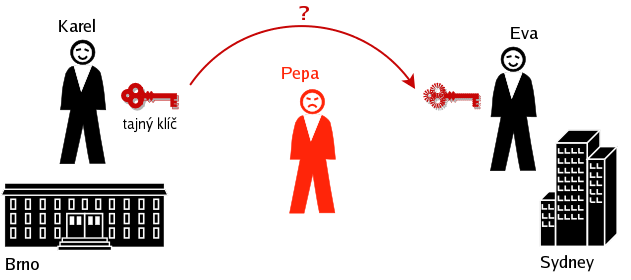 ?
Karel
Eva
Pepa
tajný klíč
Brno
Sydney